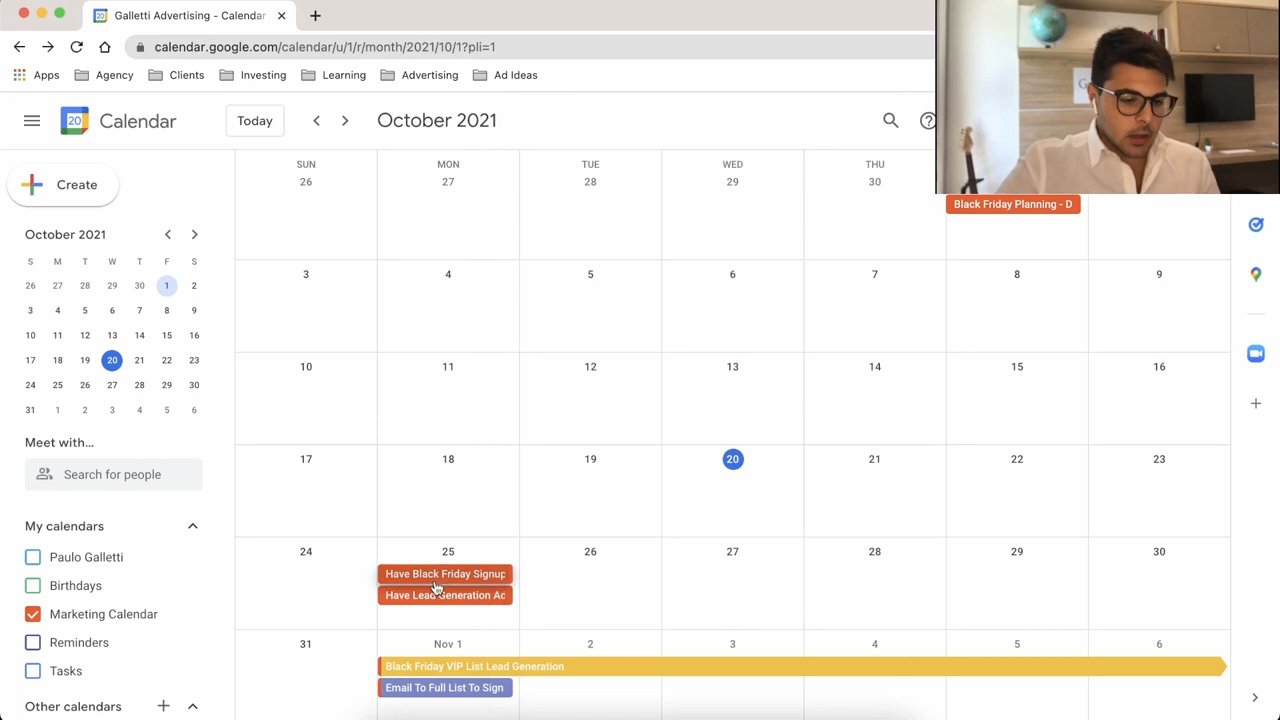 Galletti Advertising - Calendar
calendar.google.com/calendar/u/1/r/month/2021/10/1?pli=1
Apps Agency Clients Investing Learning Advertising Ad Ideas
20 Calendar Today October 2021
Create
October 2021
S M T W T F S
26 27 28 29 30 1 2
3 4 5 6 7 8 9
10 11 12 13 14 15 16
17 18 19 20 21 22 23
24 25 26 27 28 29 30
31 1 2 3 4 5 6
Meet with...
Search for people
My calendars
Paulo Galletti
Birthdays
Marketing Calendar
Reminders
Tasks
Other calendars
SUN MON TUE WED THU
26 27 28 29 30
Black Friday Planning - D
3 4 5 6 7 8 9
10 11 12 13 14 15 16
17 18 19 20 21 22 23
24 25 26 27 28 29 30
Have Black Friday Signup
Have Lead Generation Ac
31 Nov 1 2 3 4 5 6
Black Friday VIP List Lead Generation
Email To Full List To Sign